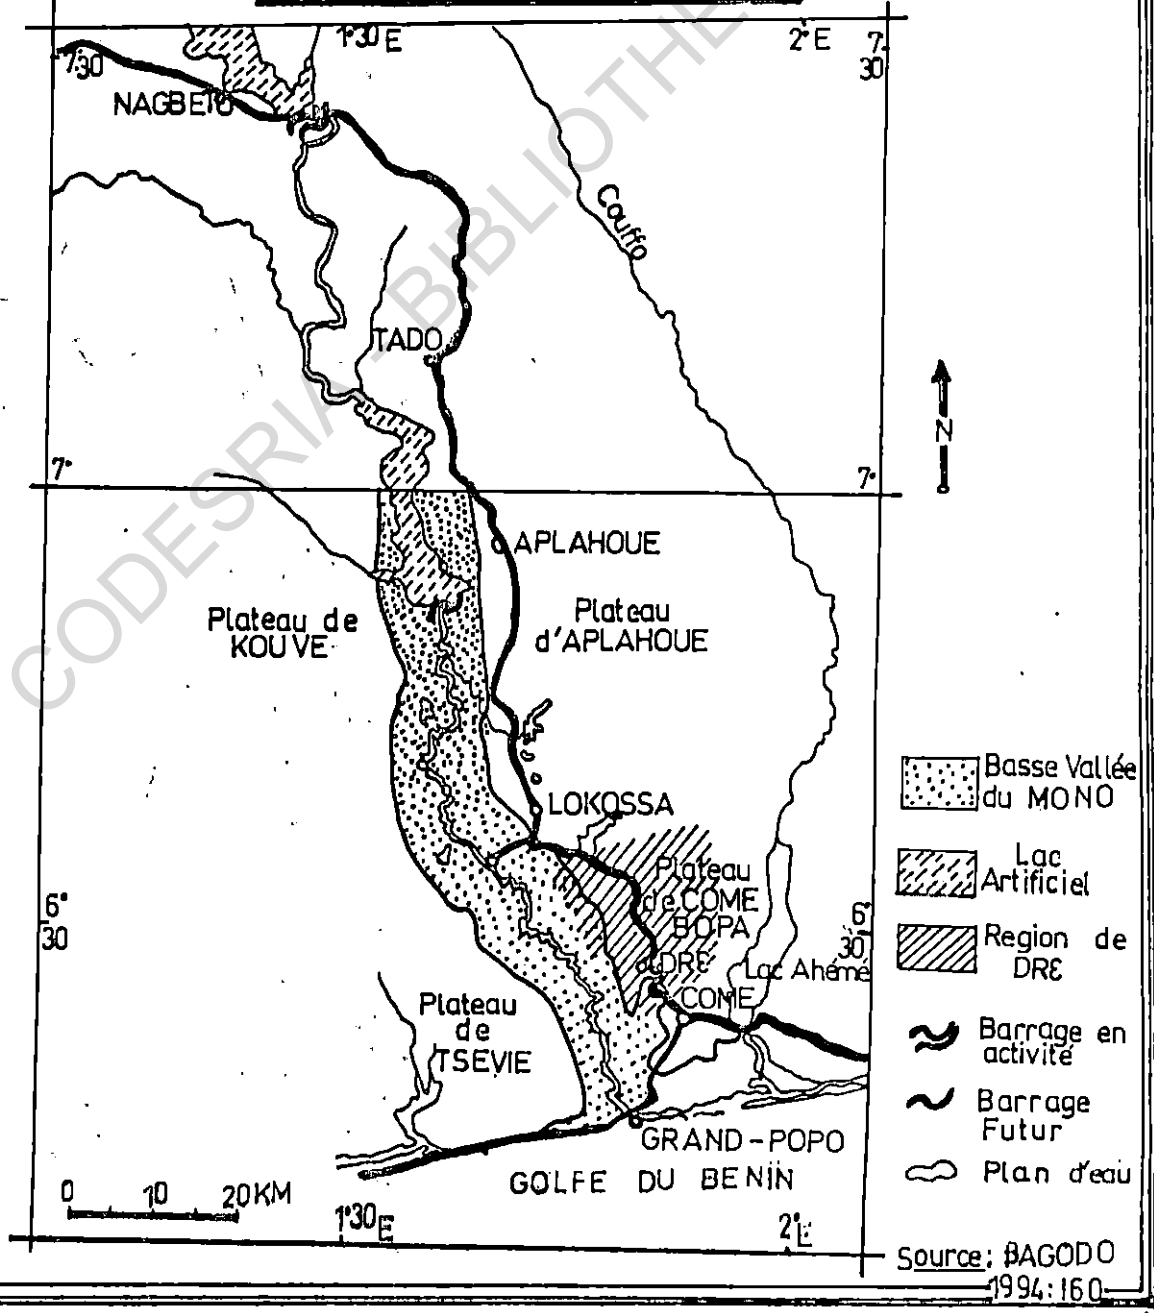 1°30 E
2° E
7°30
7°
30
NAGBETO
Couffo
TADO
N
7°
7°
APLAHOUE
Plateau de
KOUVE
Plateau
d'APLAHOUE
LOKOSSA
Plateau
de COME
BOPA
6°
30
6°
30
DRE
Lac Ahémé
COME
Plateau
de
TSEVIE
GRAND-POPO
GOLFE DU BENIN
0 10 20 KM
1°30 E
2° E
Basse Vallée
du MONO
Lac
Artificiel
Region de
DRE
Barrage en
activité
Barrage
Futur
Plan d'eau
Source: BAGODO
1994:160
CODESRIA - BIBLIOTHE